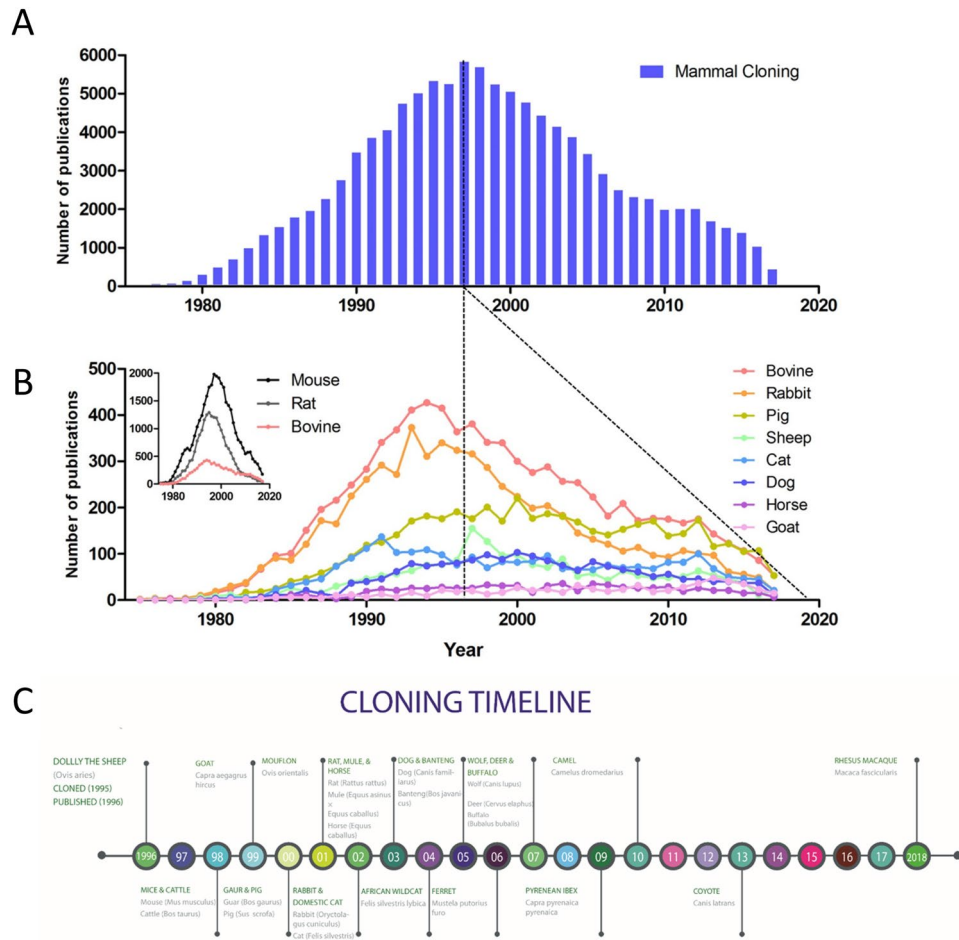 A
Number of publications
6000
5000
4000
3000
2000
1000
0
Mammal Cloning
1980
1990
2000
2010
2020
B
Number of publications
500
400
300
200
100
0
2000
1500
1000
500
0
1980
2000
2020
Mouse
Rat
Bovine
Bovine
Rabbit
Pig
Sheep
Cat
Dog
Horse
Goat
1980
1990
2000
2010
2020
Year
C
CLONING TIMELINE
DOLLLY THE SHEEP
(Ovis aries)
CLONED (1995)
PUBLISHED (1996)
GOAT
Capra aegagrus
hircus
MOUFLON
Ovis orientalis
RAT, MULE, &
HORSE
Rat (Rattus rattus)
Mule (Equus asinus
×
Equus caballus)
Horse (Equus
caballus)
DOG & BANTENG
Dog (Canis famil-
iarus)
Banteng(Bos javani-
cus)
WOLF, DEER &
BUFFALO
Wolf (Canis lupus)
Deer (Cervus elaphus)
Buffalo
(Bubalus bubalis)
CAMEL
Camelus dromedarius
RHESUS MACAQUE
Macaca fascicularis
1996 97 98 99 00 01 02 03 04 05 06 07 08 09 10 11 12 13 14 15 16 17 2018
MICE & CATTLE
Mouse (Mus musculus)
Cattle (Bos taurus)
GAUR & PIG
Gaur (Bos gaurus)
Pig (Sus scrofa)
RABBIT &
DOMESTIC CAT
Rabbit (Oryctola-
gus cuniculus)
Cat (Felis silvestris)
AFRICAN WILDCAT
Felis silvestris lybica
FERRET
Mustela putorius
furo
PYRENEAN IBEX
Capra pyrenaica
pyrenaica
COYOTE
Canis latrans